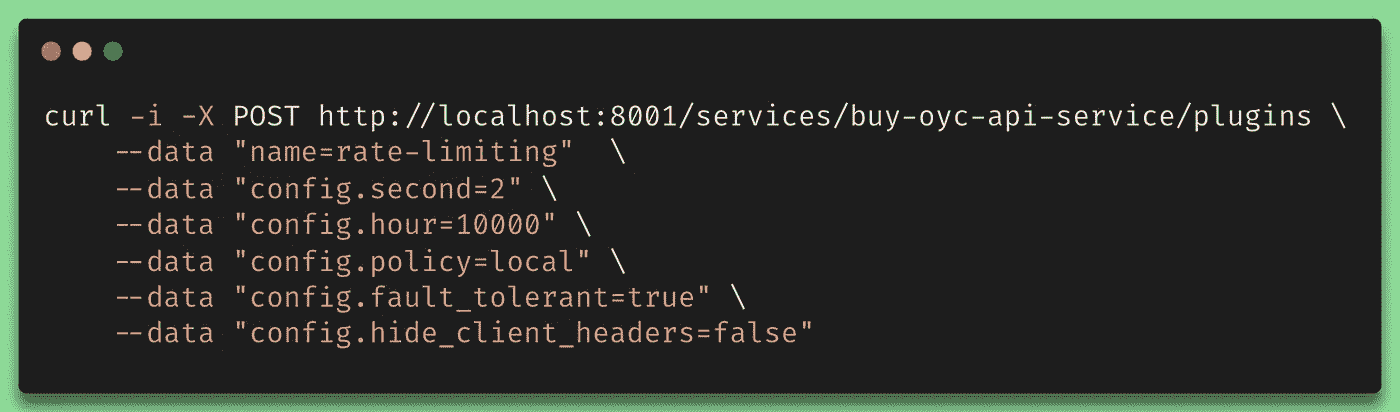 curl -i -X POST http://localhost:8001/services/buy-oyc-api-service/plugins \
    --data "name=rate-limiting"  \
    --data "config.second=2" \
    --data "config.hour=10000" \
    --data "config.policy=local" \
    --data "config.fault_tolerant=true" \
    --data "config.hide_client_headers=false"